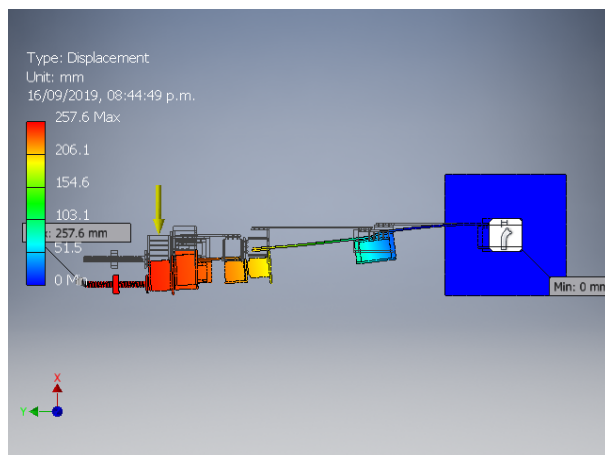 Type: Displacement
Unit: mm
16/09/2019, 08:44:49 p.m.
257.6 Max
206.1
154.6
103.1
: 257.6 mm
51.5
0 Min
Min: 0 mm
X
Y